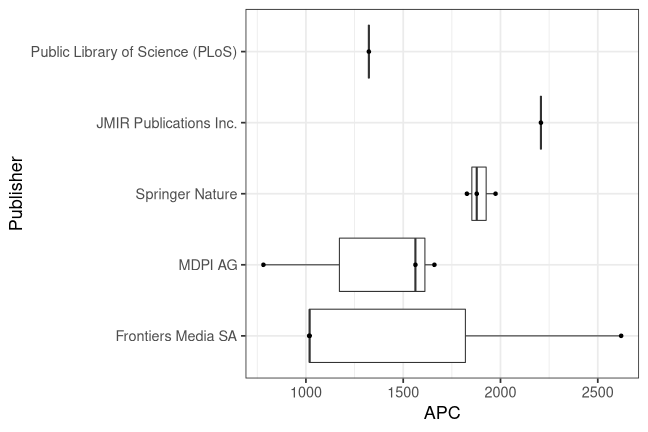 Public Library of Science (PLoS)
JMIR Publications Inc.
Springer Nature
MDPI AG
Frontiers Media SA
Publisher
1000 1500 2000 2500
APC